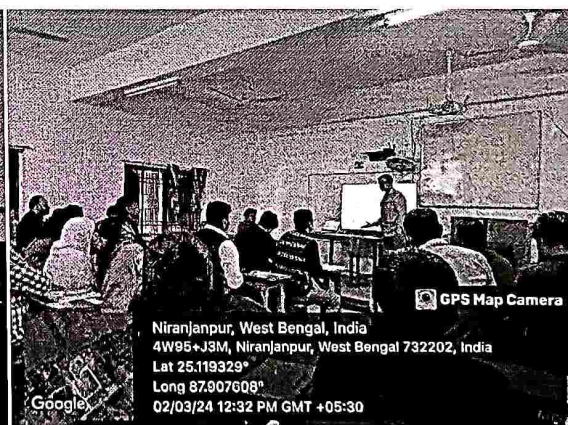 GPS Map Camera
Niranjanpur, West Bengal, India
4W95+J3M, Niranjanpur, West Bengal 732202, India
Lat 25.119329°
Long 87.907608°
02/03/24 12:32 PM GMT +05:30
Google